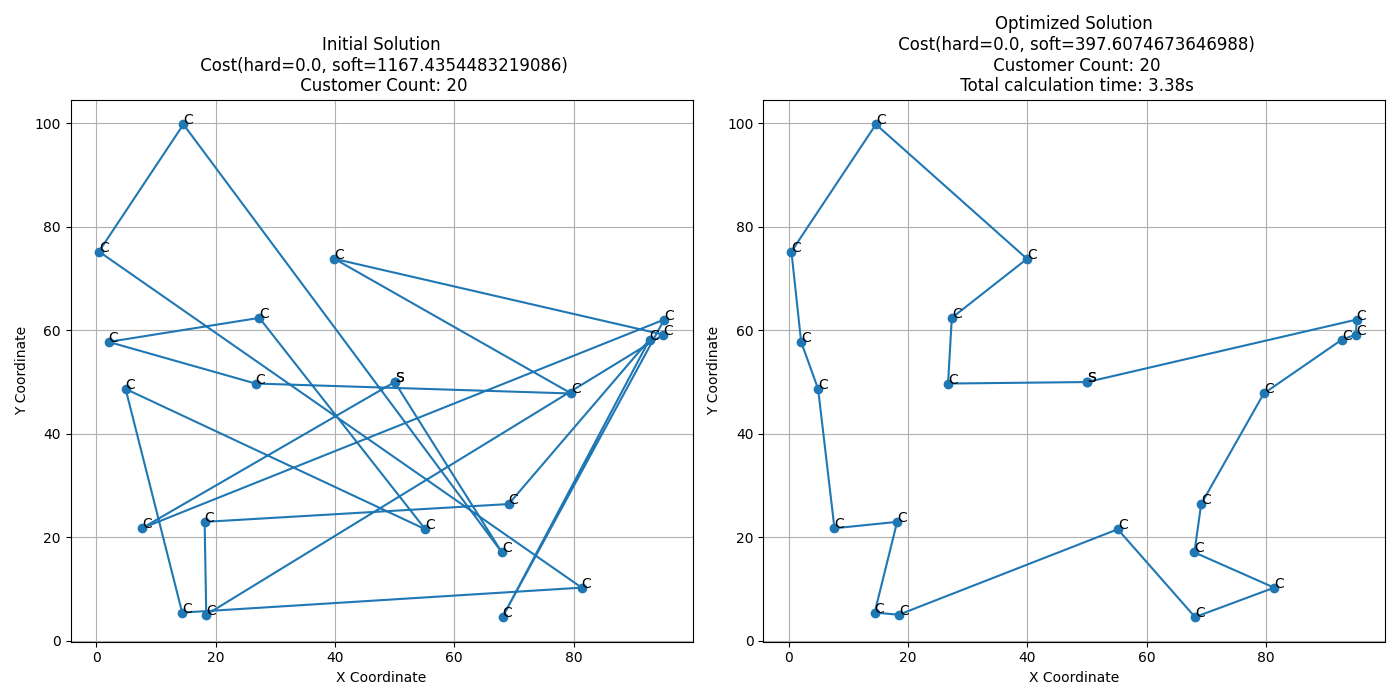 Initial Solution
Cost(hard=0.0, soft=1167.4354483219086)
Customer Count: 20
Y Coordinate
100
80
60
40
20
0
C
C
C
C
C
C
C
C
C
C
S
C
C
C
C
C
C
C
C
C
C
0
20
40
60
80
X Coordinate
Optimized Solution
Cost(hard=0.0, soft=397.6074673646988)
Customer Count: 20
Total calculation time: 3.38s
Y Coordinate
100
80
60
40
20
0
C
C
C
C
C
C
C
C
C
C
S
C
C
C
C
C
C
C
C
C
C
0
20
40
60
80
X Coordinate